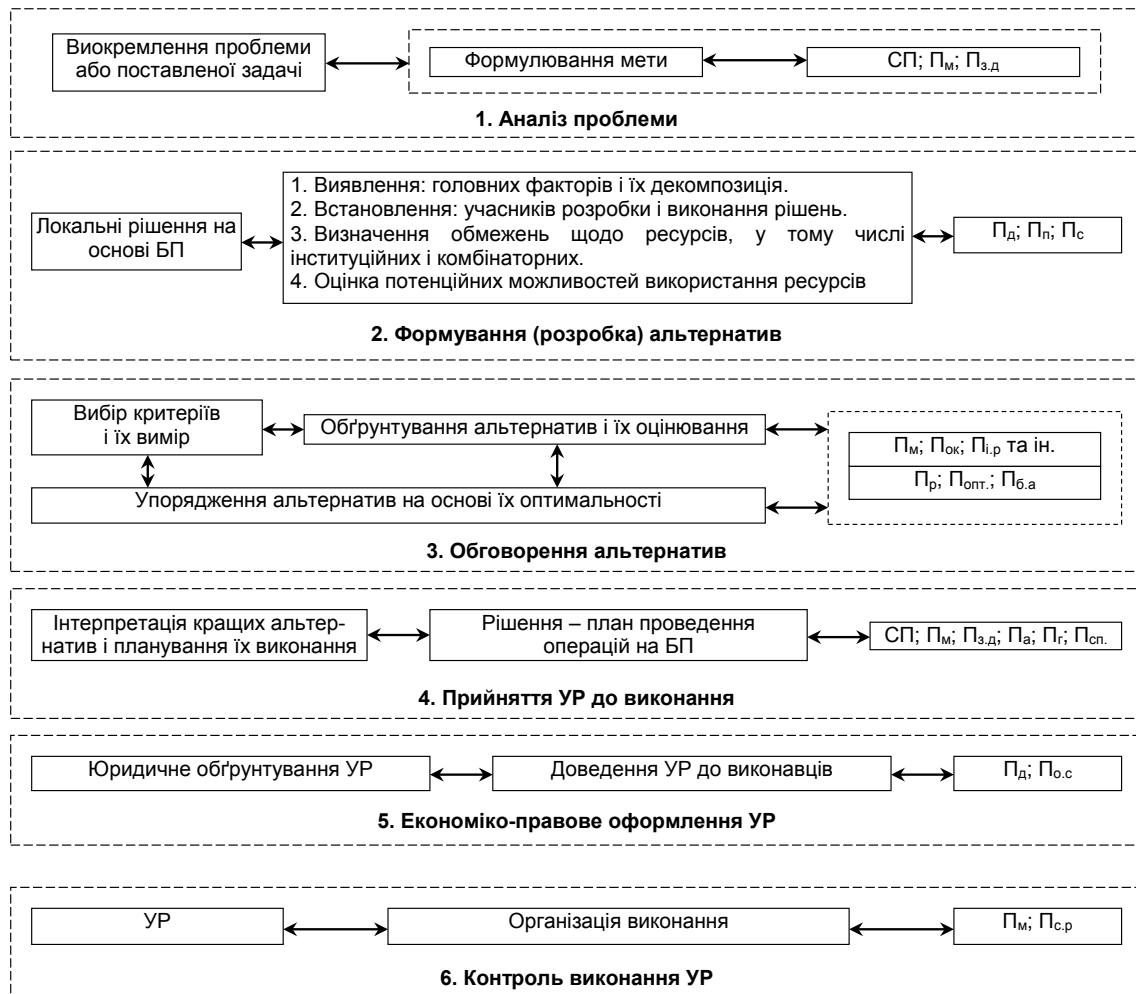 Виокремлення проблеми
або поставленої задачі
Формулювання мети
СП; Пм; Пз.д
1. Аналіз проблеми
Локальні рішення на
основі БП
1. Виявлення: головних факторів і їх декомпозиція.
2. Встановлення: учасників розробки і виконання рішень.
3. Визначення обмежень щодо ресурсів, у тому числі
інституційних і комбінаторних.
4. Оцінка потенційних можливостей використання ресурсів
Пд; Пп; Пс
2. Формування (розробка) альтернатив
Вибір критеріїв
і їх вимір
Обґрунтування альтернатив і їх оцінювання
Упорядження альтернатив на основі їх оптимальності
Пм; Пок; Пі.р та ін.
Пр; Попт.; Пб.а
3. Обговорення альтернатив
Інтерпретація кращих альтер-
натив і планування їх виконання
Рішення – план проведення
операцій на БП
СП; Пм; Пз.д; Па; Пг; Псп.
4. Прийняття УР до виконання
Юридичне обґрунтування УР
Доведення УР до виконавців
Пд; По.с
5. Економіко-правове оформлення УР
УР
Організація виконання
Пм; Пс.р
6. Контроль виконання УР